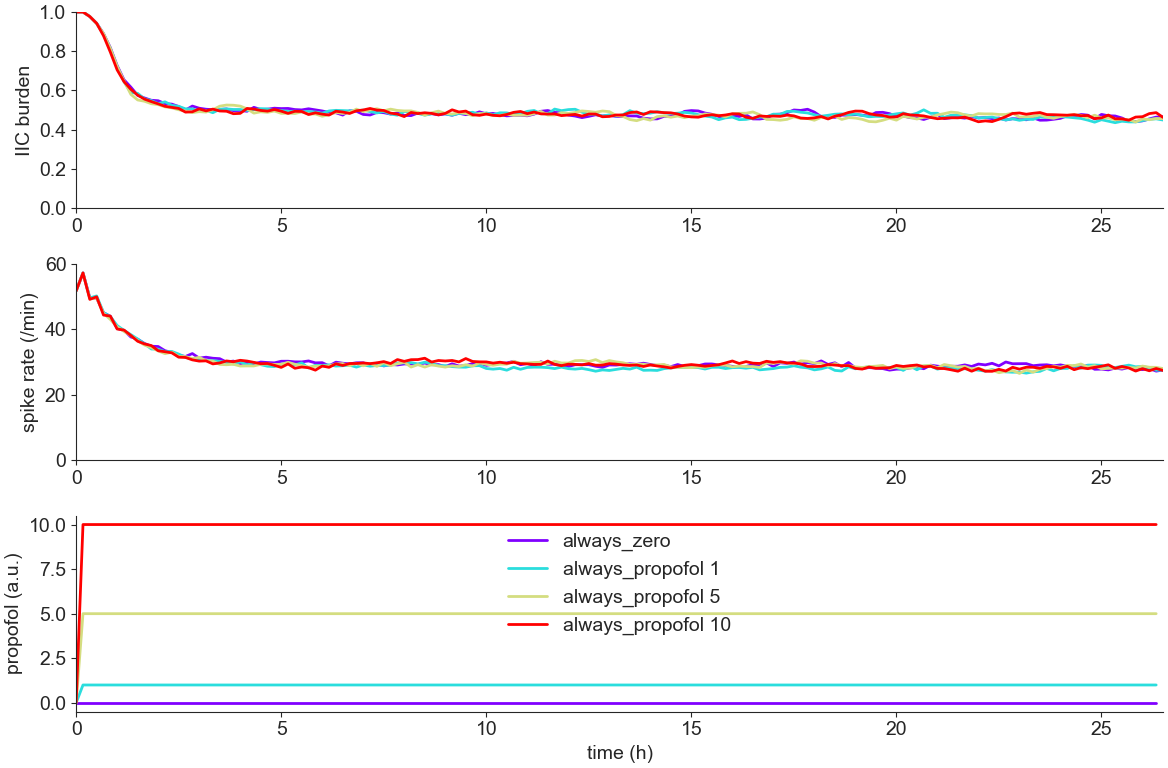 IIC burden
1.0
0.8
0.6
0.4
0.2
0.0
0 5 10 15 20 25
spike rate (/min)
60
40
20
0
0 5 10 15 20 25
propofol (a.u.)
10.0
7.5
5.0
2.5
0.0
always_zero
always_propofol 1
always_propofol 5
always_propofol 10
0 5 10 15 20 25
time (h)